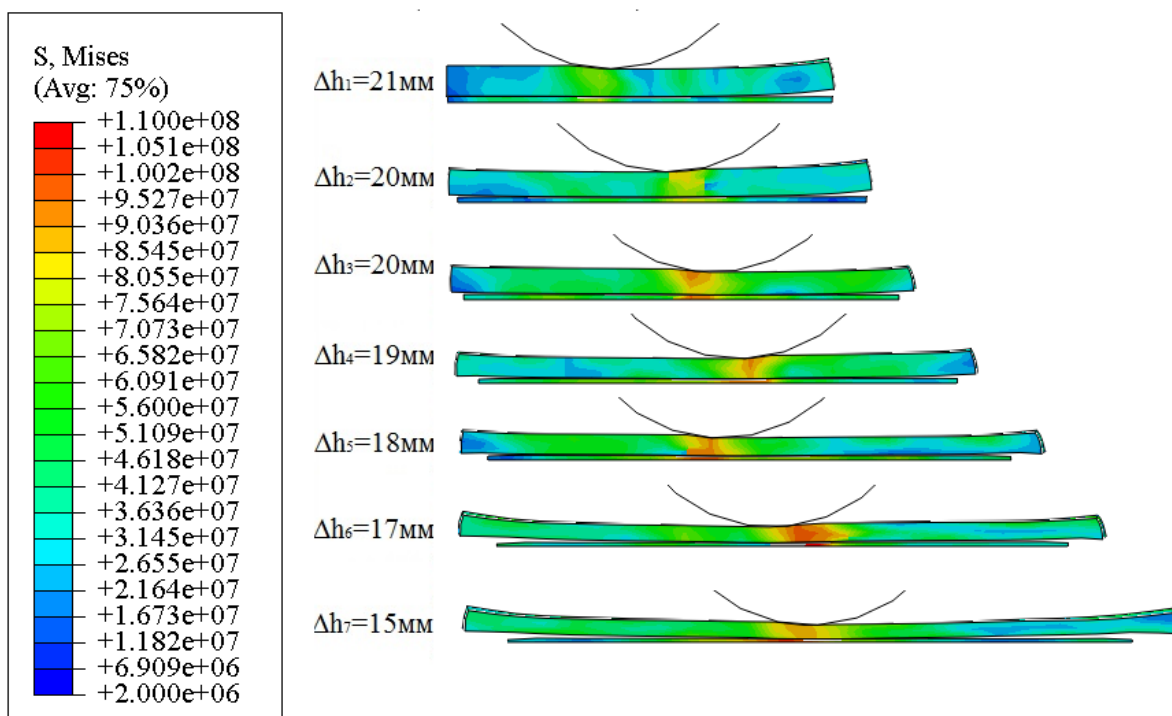 S, Mises
(Avg: 75%)
+1.100e+08
+1.051e+08
+1.002e+08
+9.527e+07
+9.036e+07
+8.545e+07
+8.055e+07
+7.564e+07
+7.073e+07
+6.582e+07
+6.091e+07
+5.600e+07
+5.109e+07
+4.618e+07
+4.127e+07
+3.636e+07
+3.145e+07
+2.655e+07
+2.164e+07
+1.673e+07
+1.182e+07
+6.909e+06
+2.000e+06
Δh₁=21мм
Δh₂=20мм
Δh₃=20мм
Δh₄=19мм
Δh₅=18мм
Δh₆=17мм
Δh₇=15мм